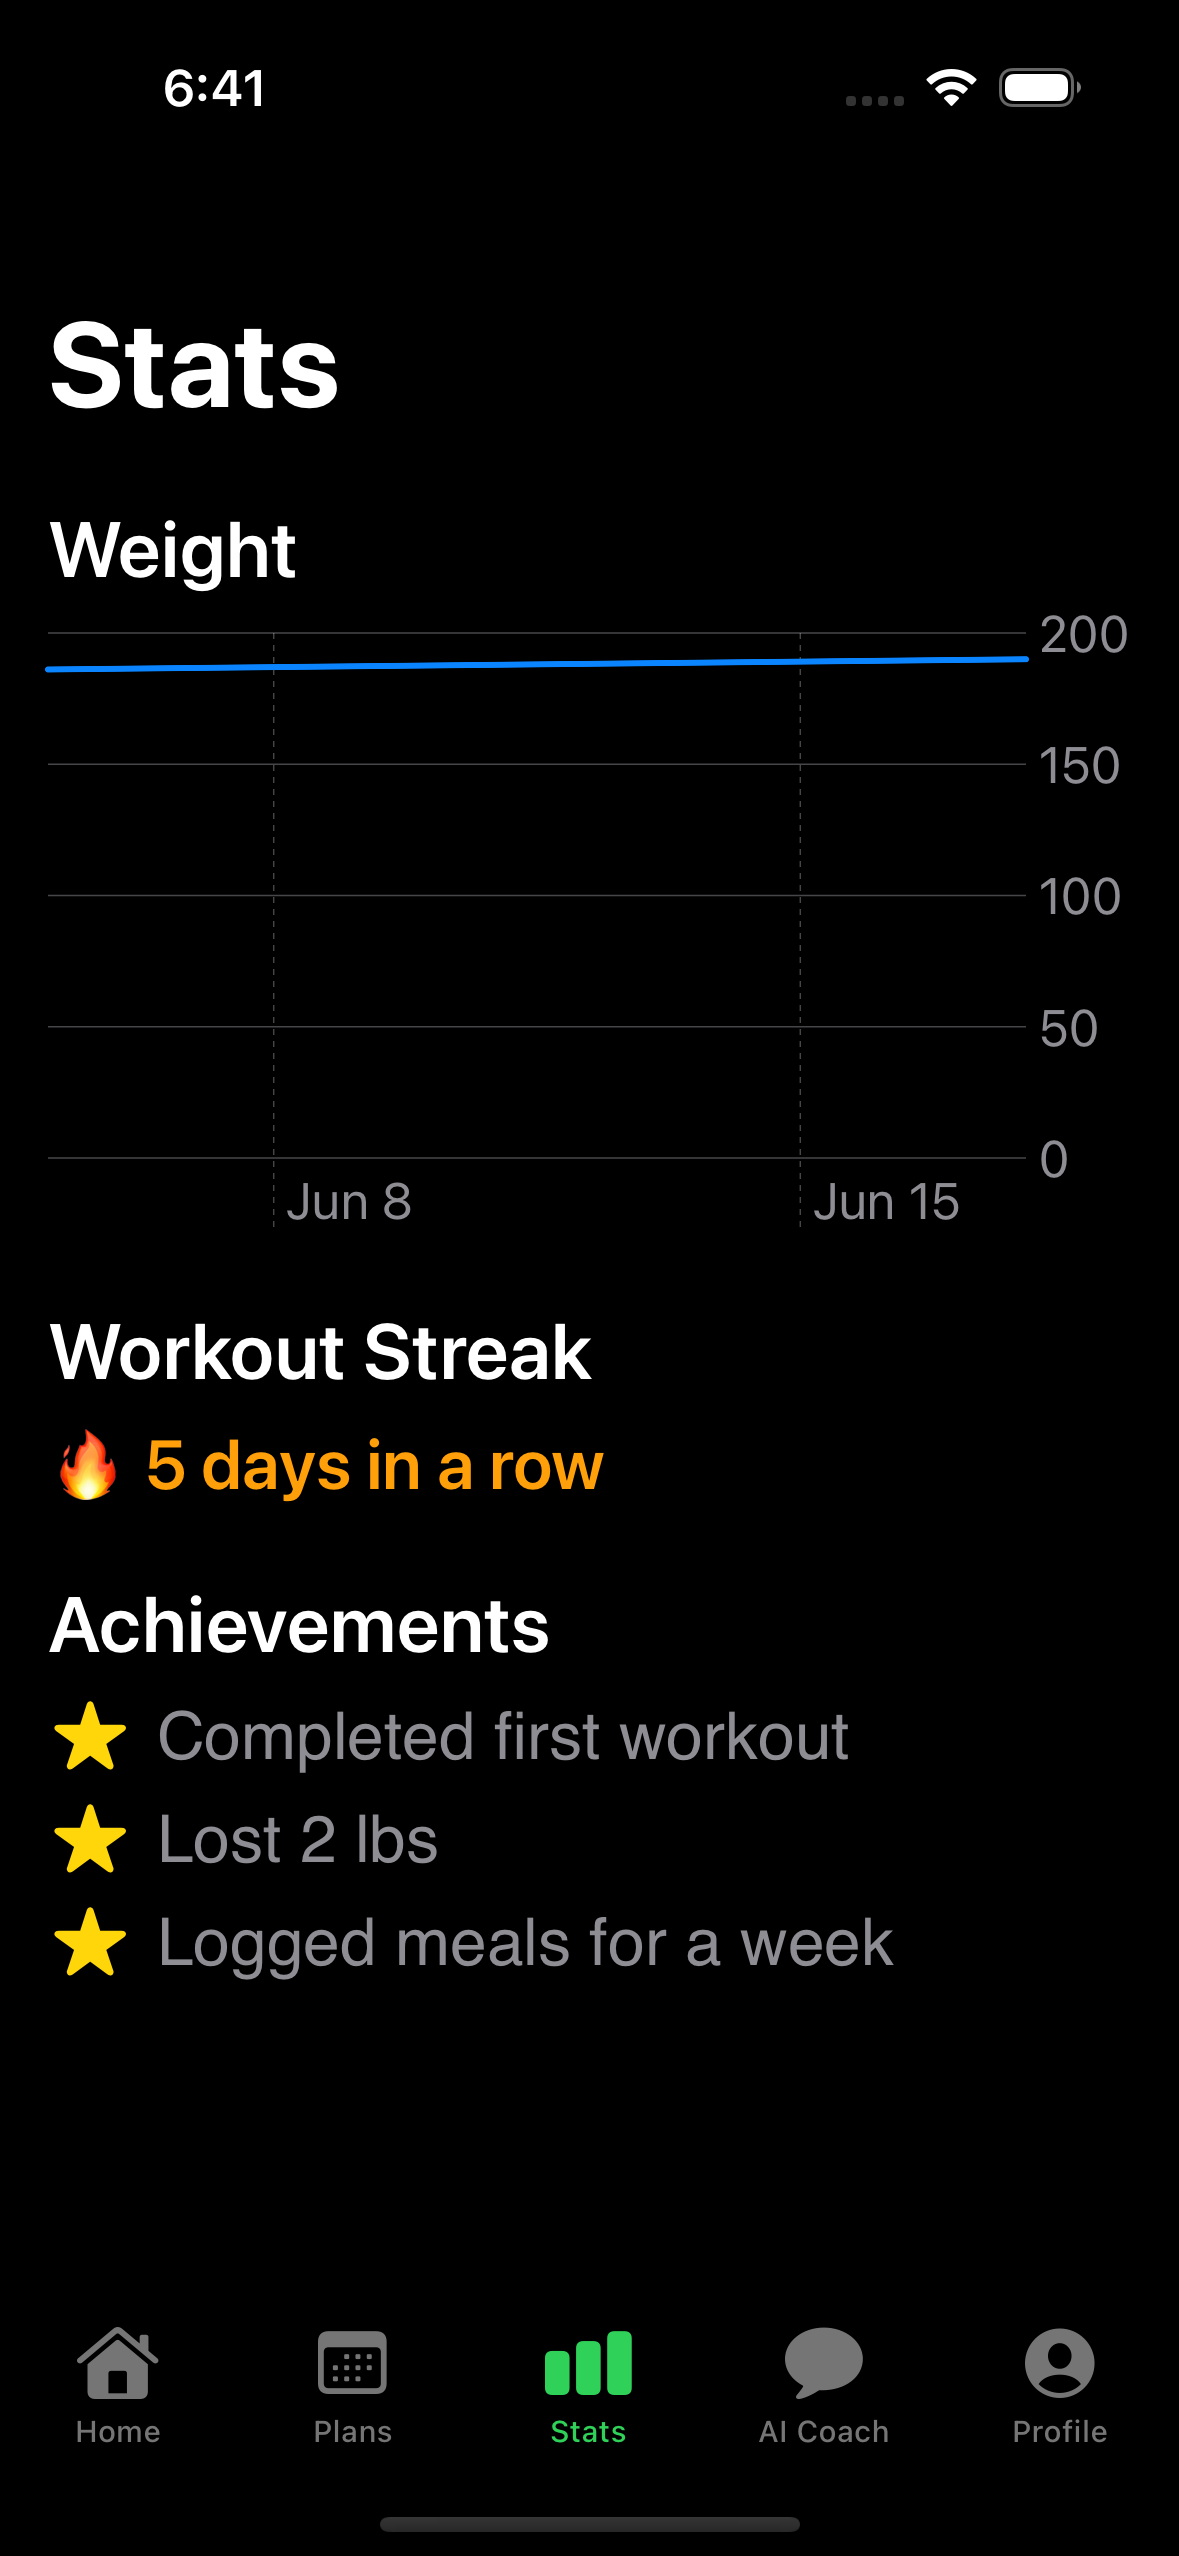 6:41
Stats
Weight
200
150
100
50
0
Jun 8 Jun 15
Workout Streak
🔥 5 days in a row
Achievements
Completed first workout
Lost 2 lbs
Logged meals for a week
Home Plans Stats AI Coach Profile